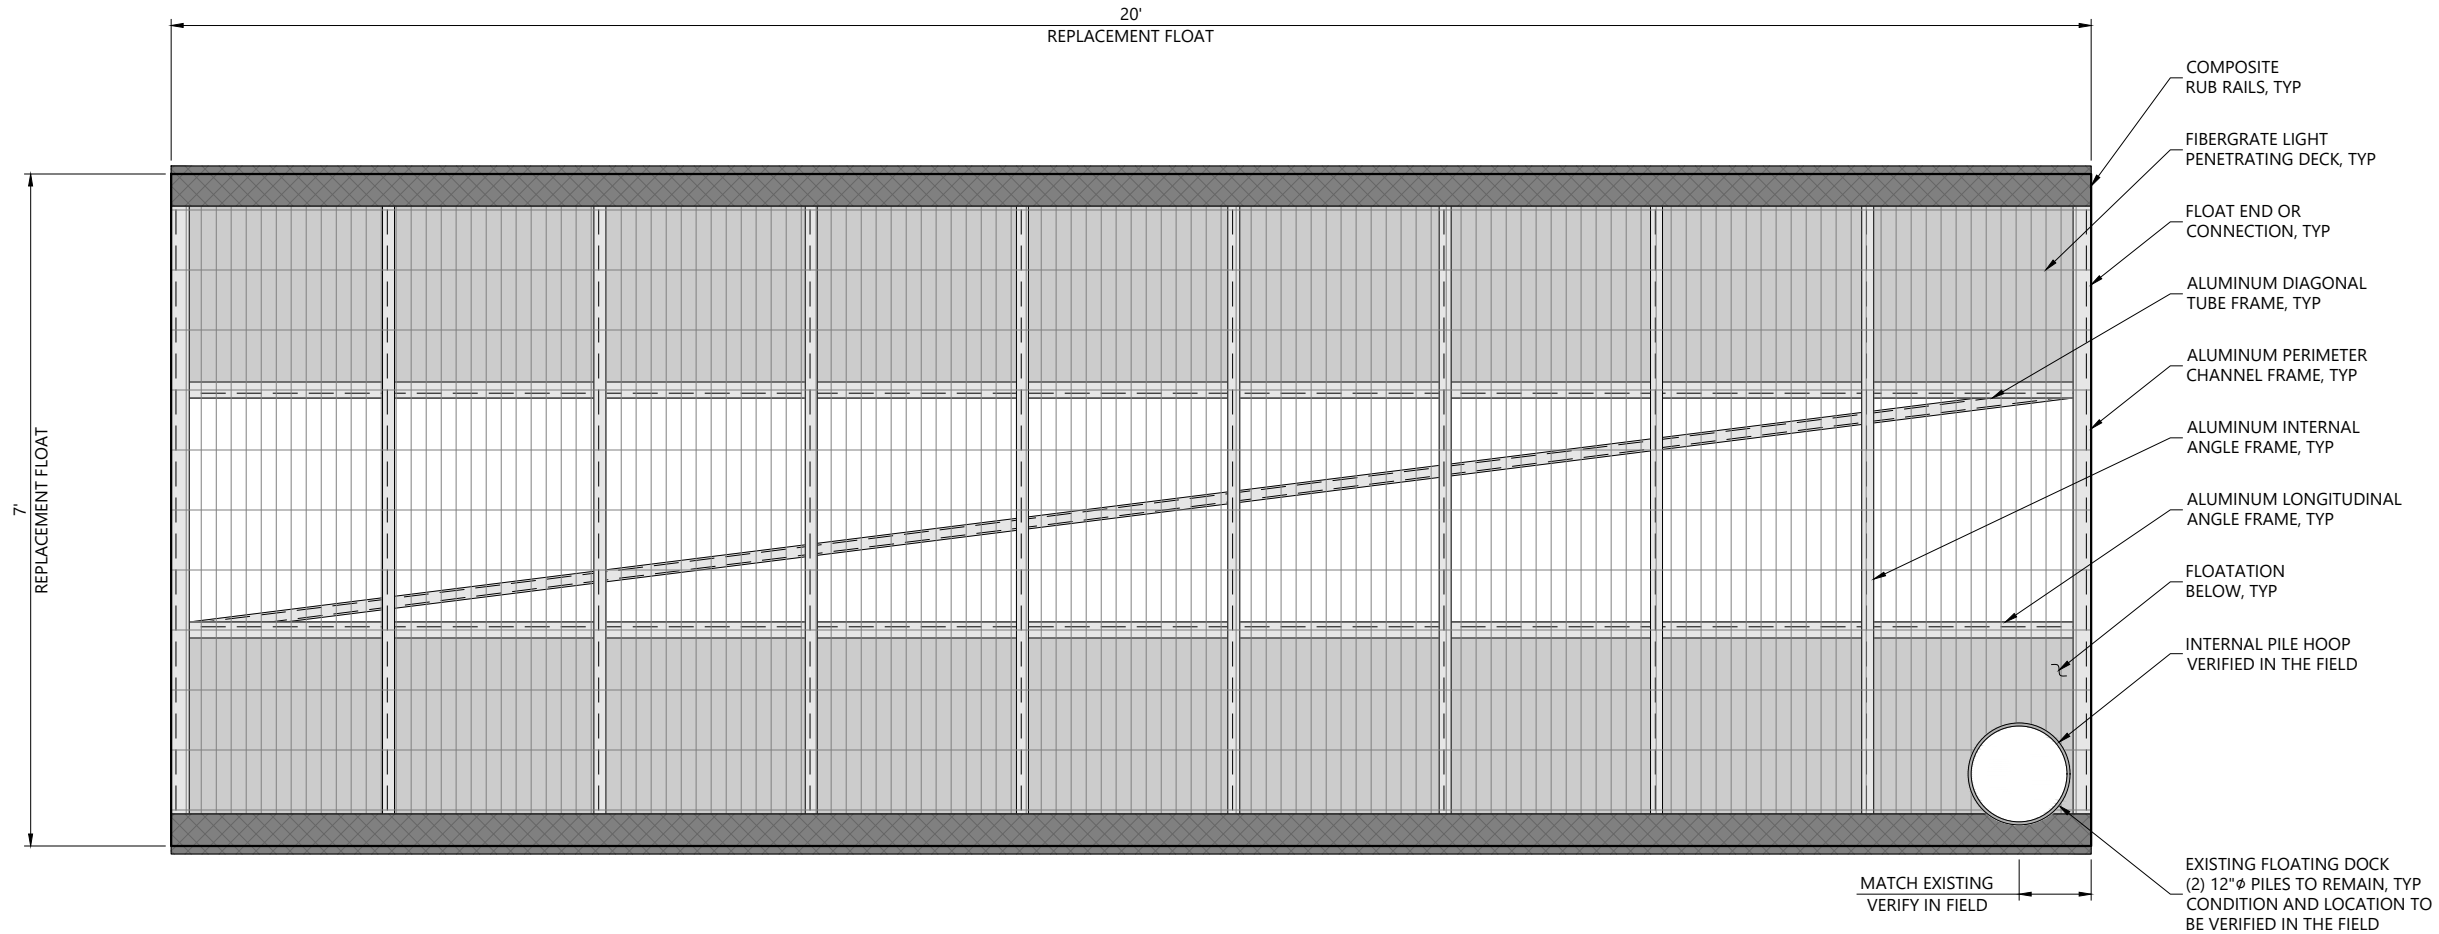 20'
REPLACEMENT FLOAT
COMPOSITE
RUB RAILS, TYP
FIBERGRATE LIGHT
PENETRATING DECK, TYP
FLOAT END OR
CONNECTION, TYP
ALUMINUM DIAGONAL
TUBE FRAME, TYP
ALUMINUM PERIMETER
CHANNEL FRAME, TYP
ALUMINUM INTERNAL
ANGLE FRAME, TYP
ALUMINUM LONGITUDINAL
ANGLE FRAME, TYP
FLOATATION
BELOW, TYP
INTERNAL PILE HOOP
VERIFIED IN THE FIELD
EXISTING FLOATING DOCK
(2) 12"⌀ PILES TO REMAIN, TYP
CONDITION AND LOCATION TO
BE VERIFIED IN THE FIELD
7'
REPLACEMENT FLOAT
MATCH EXISTING
VERIFY IN FIELD